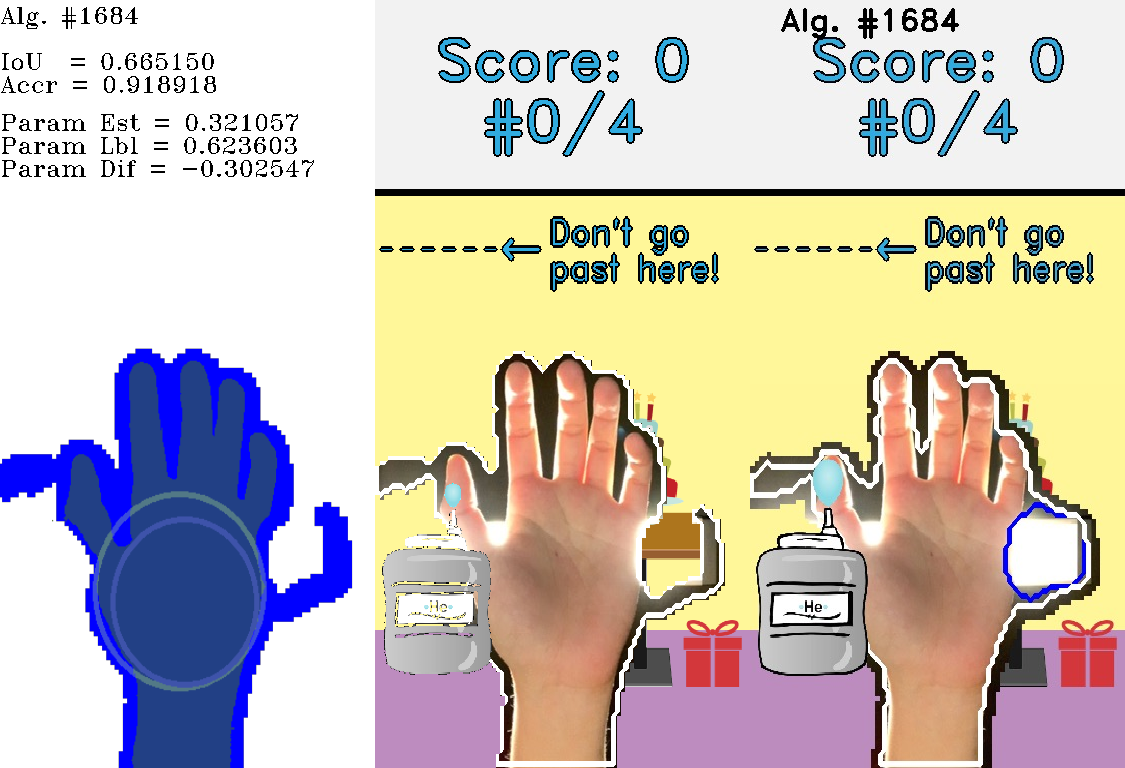 Alg. #1684
IoU = 0.665150
Accr = 0.918918
Param Est = 0.321057
Param Lbl = 0.623603
Param Dif = −0.302547
Score: 0
#0/4
Don't go
past here!
He
Alg. #1684
Score: 0
#0/4
Don't go
past here!
He